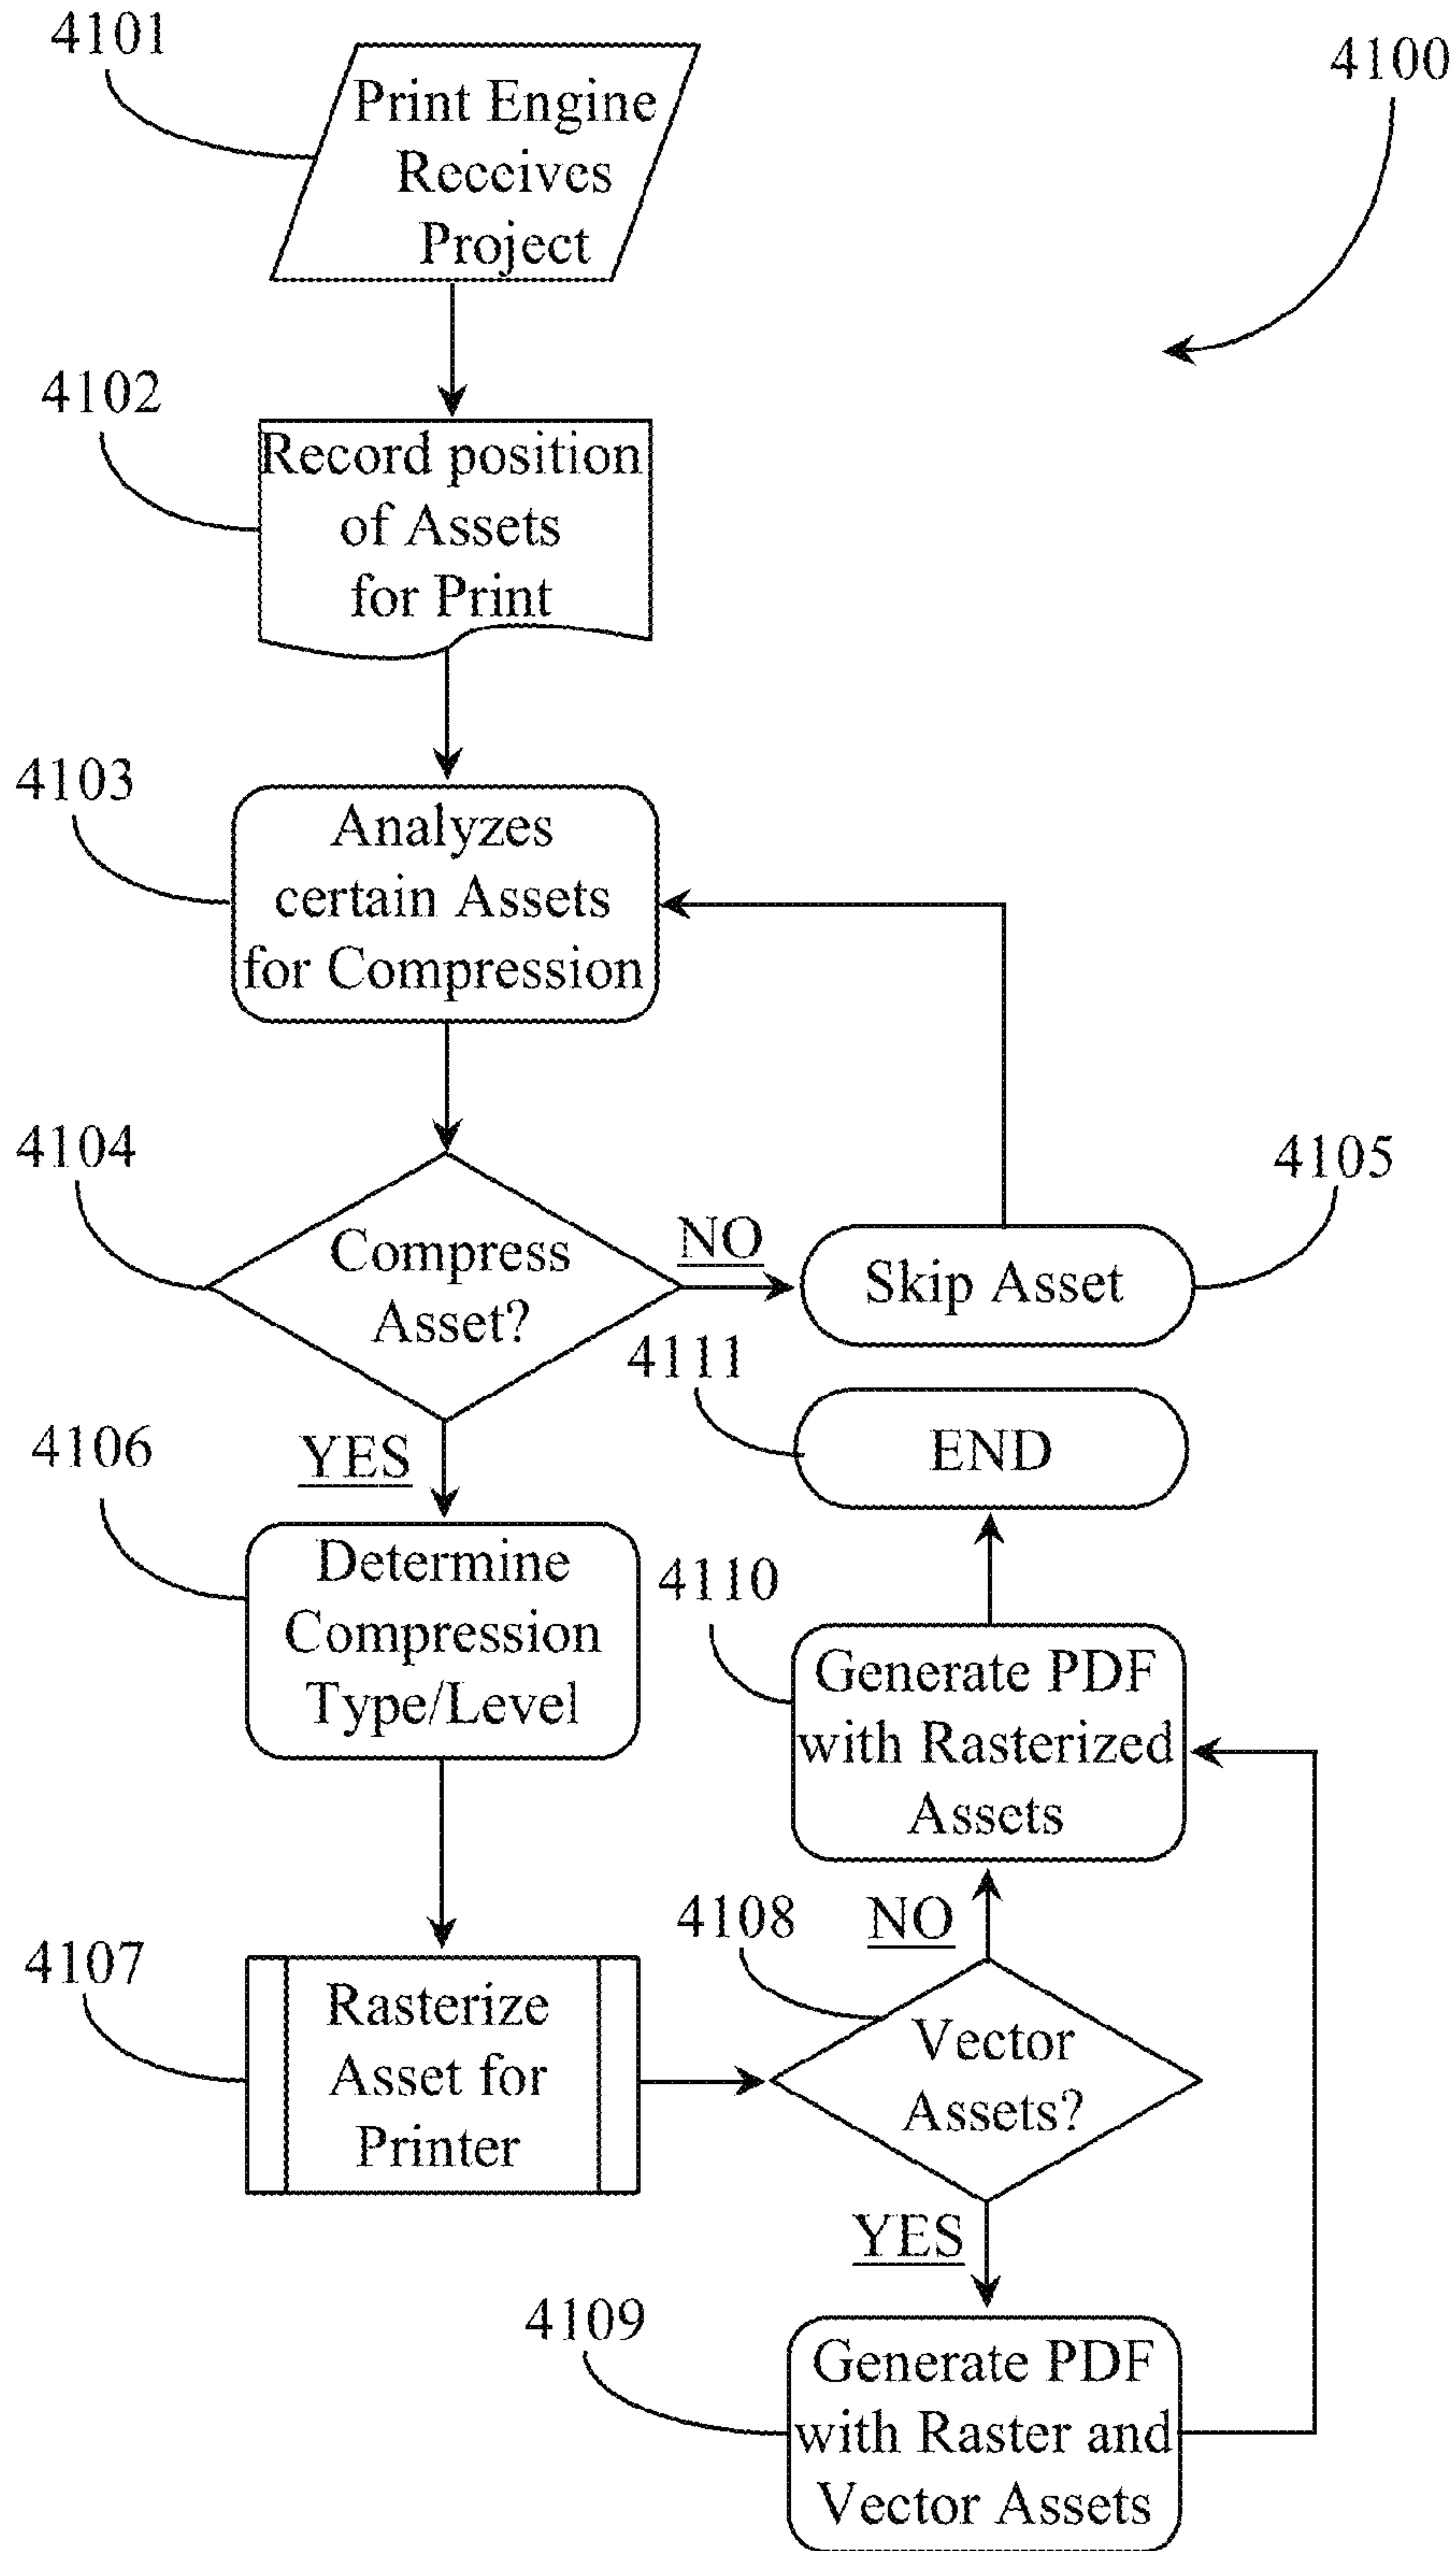 4101
4100
Print Engine
Receives
Project
4102
Record position
of Assets
for Print
4103
Analyzes
certain Assets
for Compression
4104
Compress
Asset?
NO
4105
Skip Asset
4111
END
YES
4106
Determine
Compression
Type/Level
4110
Generate PDF
with Rasterized
Assets
4107
Rasterize
Asset for
Printer
4108
NO
Vector
Assets?
YES
4109
Generate PDF
with Raster and
Vector Assets